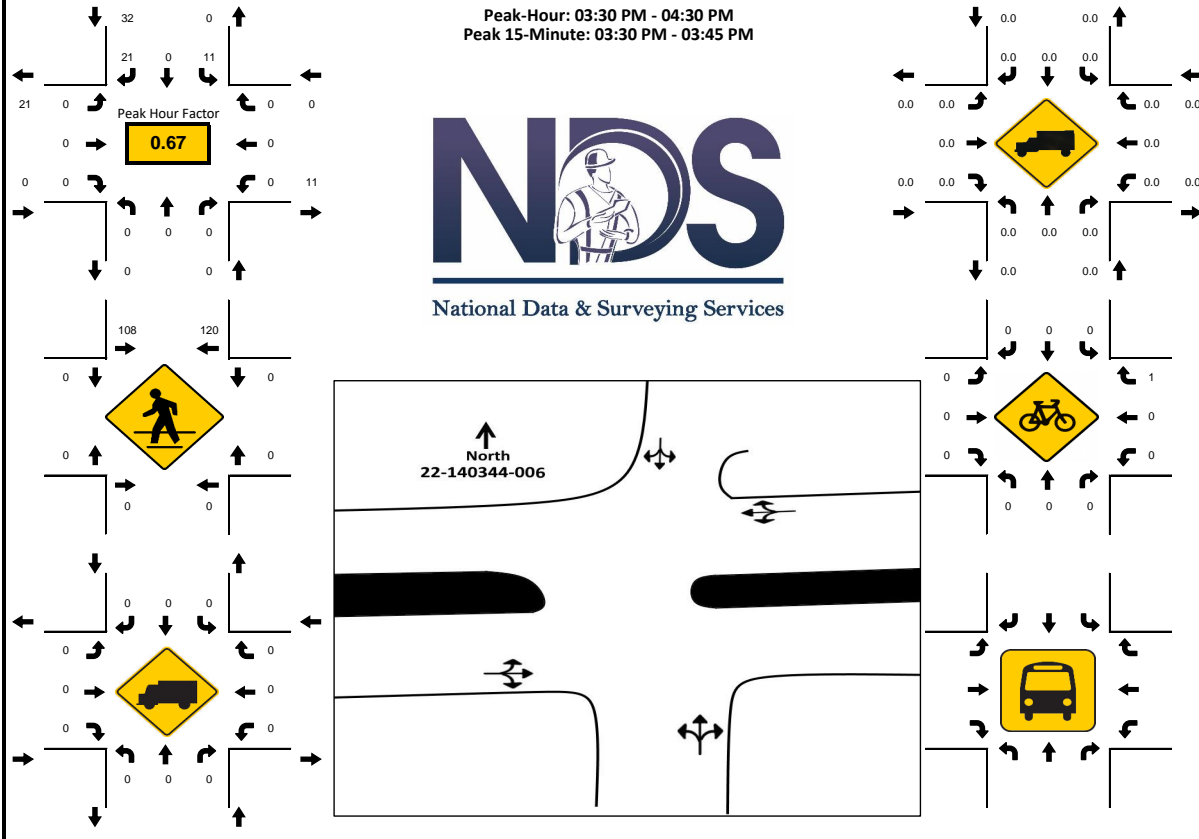 Peak-Hour: 03:30 PM - 04:30 PM
Peak 15-Minute: 03:30 PM - 03:45 PM
32 0
21 0 11
21 0 Peak Hour Factor 0 0
0 0.67 0
0 0 0 11
0 0 0
0 0
0.0 0.0
0.0 0.0 0.0
0.0 0.0 0.0 0.0
0.0 0.0
0.0 0.0 0.0 0.0
0.0 0.0 0.0
0.0 0.0
NDS
National Data & Surveying Services
108 120
0 0
0 0
0 0
North
22-140344-006
0 0 0
0 1
0 0
0 0
0 0 0
0 0 0
0 0
0 0
0 0
0 0 0